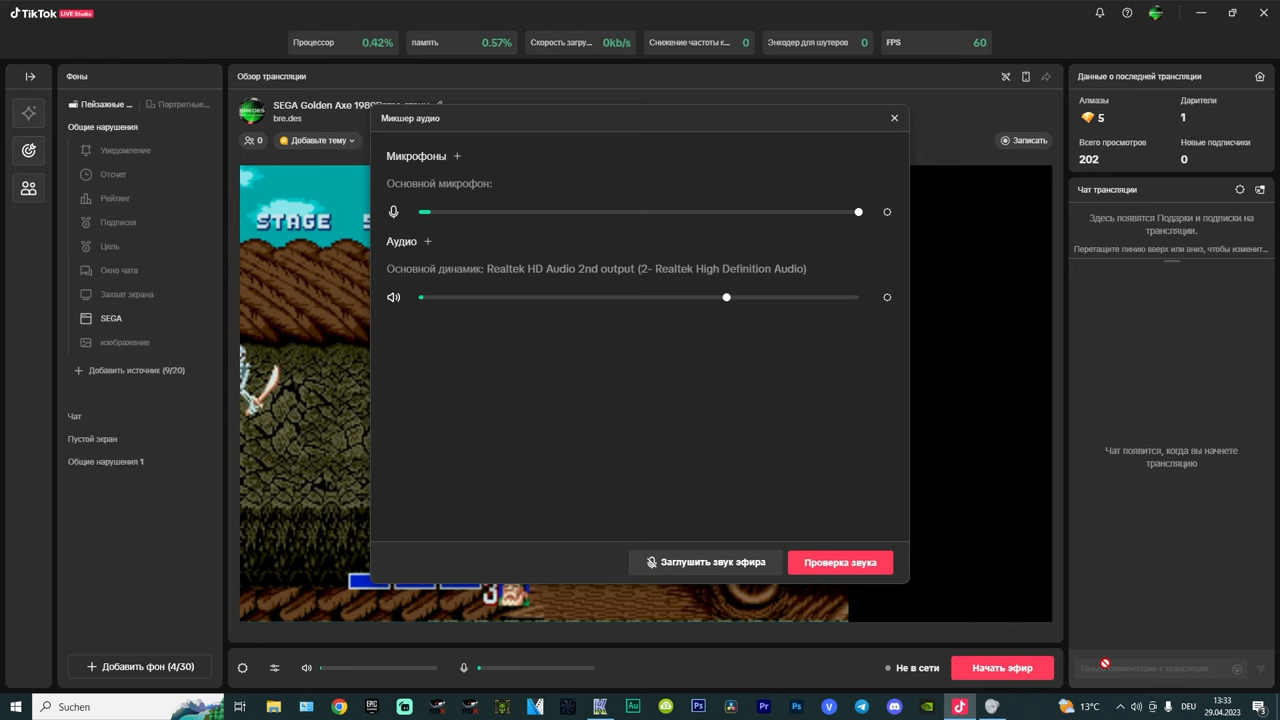 TikTok LIVE Studio
Процессор 0.42%
память 0.57%
Скорость загру... 0kb/s
Снижение частоты к... 0
Энкодер для шутеров 0
FPS 60
Фоны
Пейзажные ...
Портретные...
Общие нарушения
Уведомление
Отсчет
Рейтинг
Подписки
Цель
Окно чата
Захват экрана
SEGA
изображение
Добавить источник (9/20)
Чат
Пустой экран
Общие нарушения 1
Добавить фон (4/30)
Обзор трансляции
SEGA Golden Axe 1989
bre.des
0
Добавьте тему
Записать
STAGE
3
Микшер аудио
Микрофоны
Основной микрофон:
Аудио
Основной динамик: Realtek HD Audio 2nd output (2- Realtek High Definition Audio)
Заглушить звук эфира
Проверка звука
Не в сети
Начать эфир
Данные о последней трансляции
Алмазы
5
Дарители
1
Всего просмотров
202
Новые подписчики
0
Чат трансляции
Здесь появятся Подарки и подписки на
трансляции.
Перетащите линию вверх или вниз, чтобы изменит...
Чат появится, когда вы начнете
трансляцию
Только комментарии к трансляции
Suchen
13°C
DEU
13:33
29.04.2023